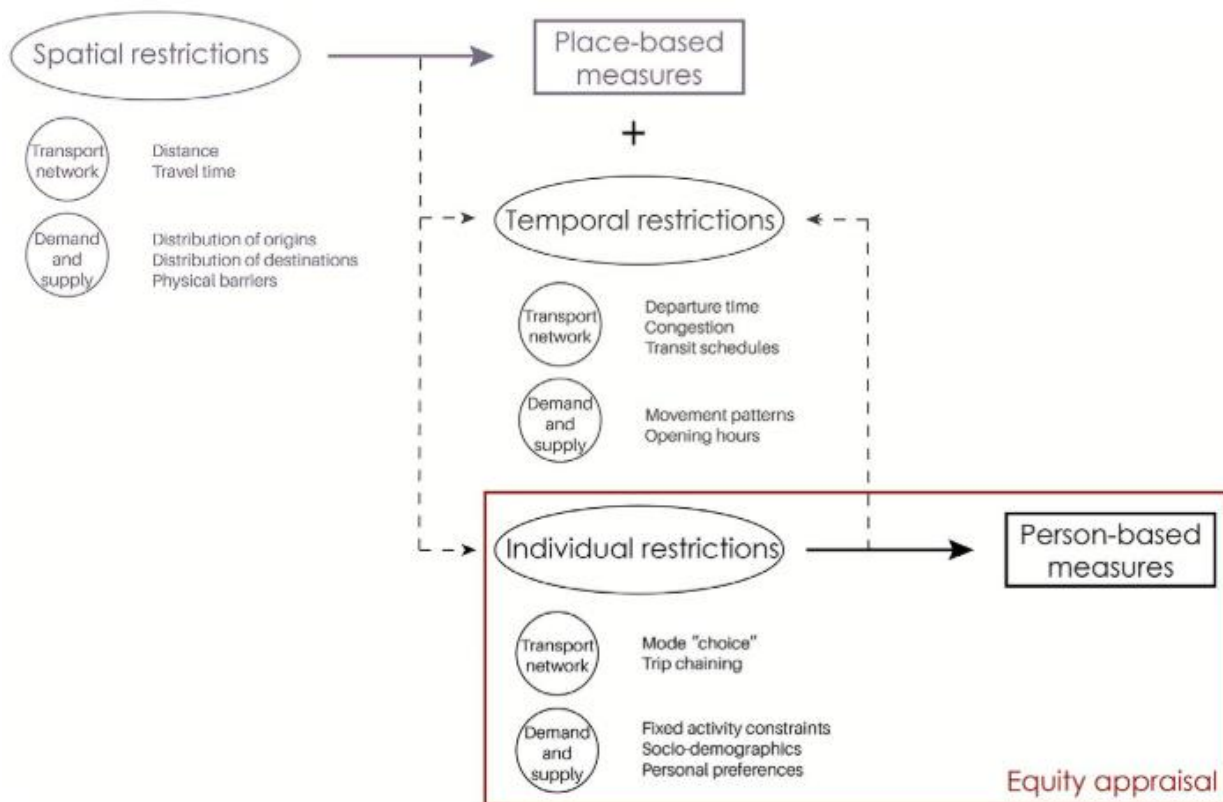 Spatial restrictions
Place-based
measures
Transport
network
Distance
Travel time
Demand
and
supply
Distribution of origins
Distribution of destinations
Physical barriers
+
Temporal restrictions
Transport
network
Departure time
Congestion
Transit schedules
Demand
and
supply
Movement patterns
Opening hours
Individual restrictions
Person-based
measures
Transport
network
Mode "choice"
Trip chaining
Demand
and
supply
Fixed activity constraints
Socio-demographics
Personal preferences
Equity appraisal